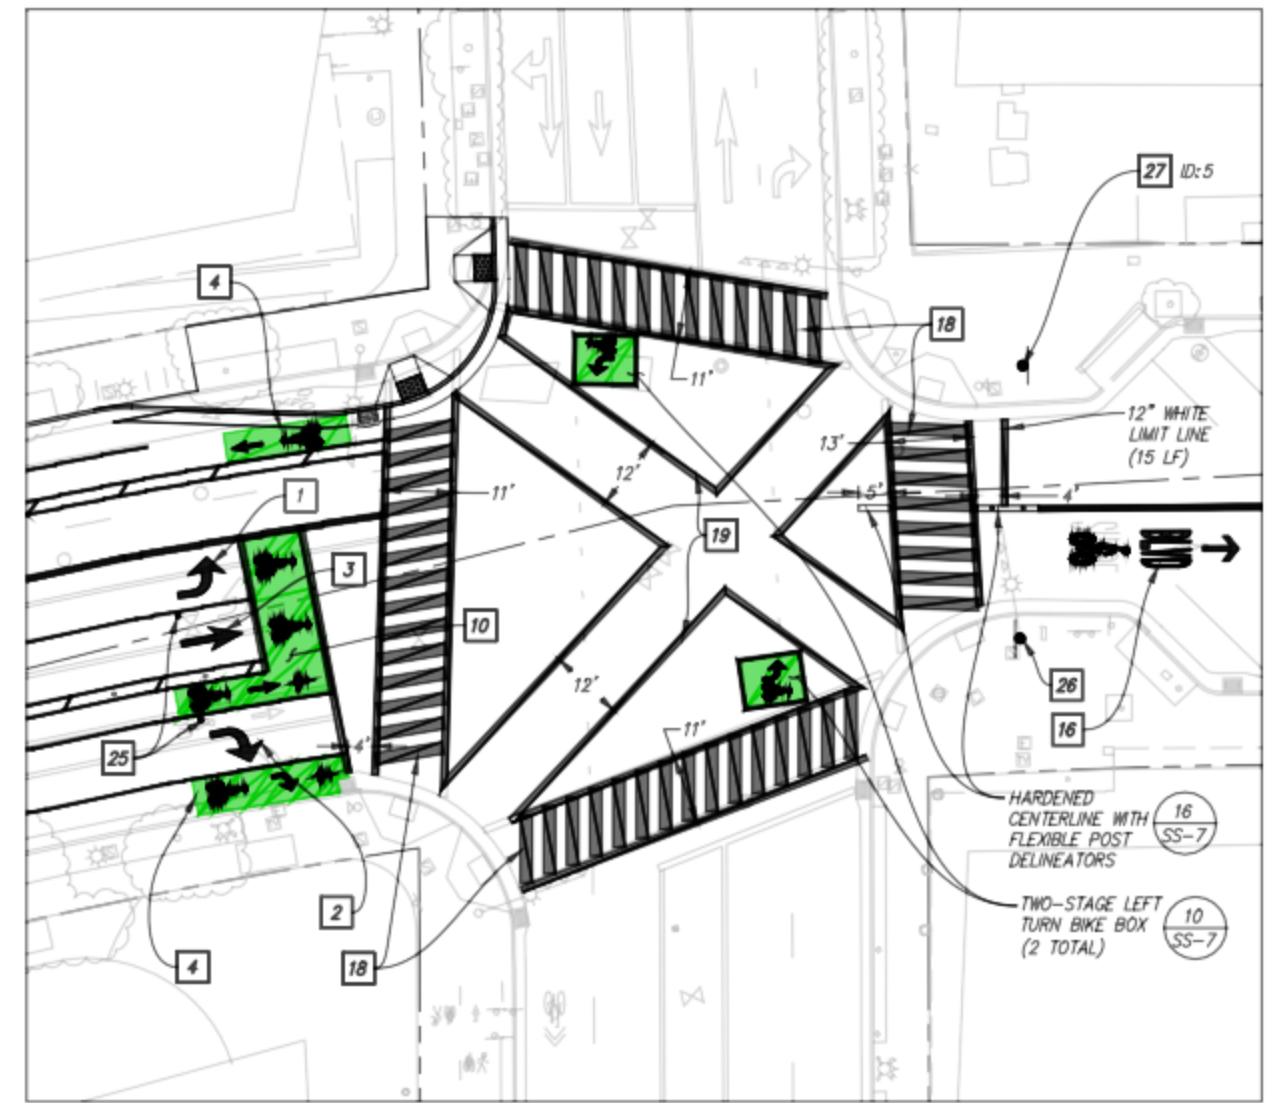 27 ID:5
4
18
11'
12" WHITE
LIMIT LINE
(15 LF)
13'
12'
11'
5'
4'
1
19
3
10
12'
26
11'
16
25
4'
HARDENED
CENTERLINE WITH
FLEXIBLE POST
DELINEATORS
16
SS-7
2
TWO-STAGE LEFT
TURN BIKE BOX
(2 TOTAL)
10
SS-7
4
18